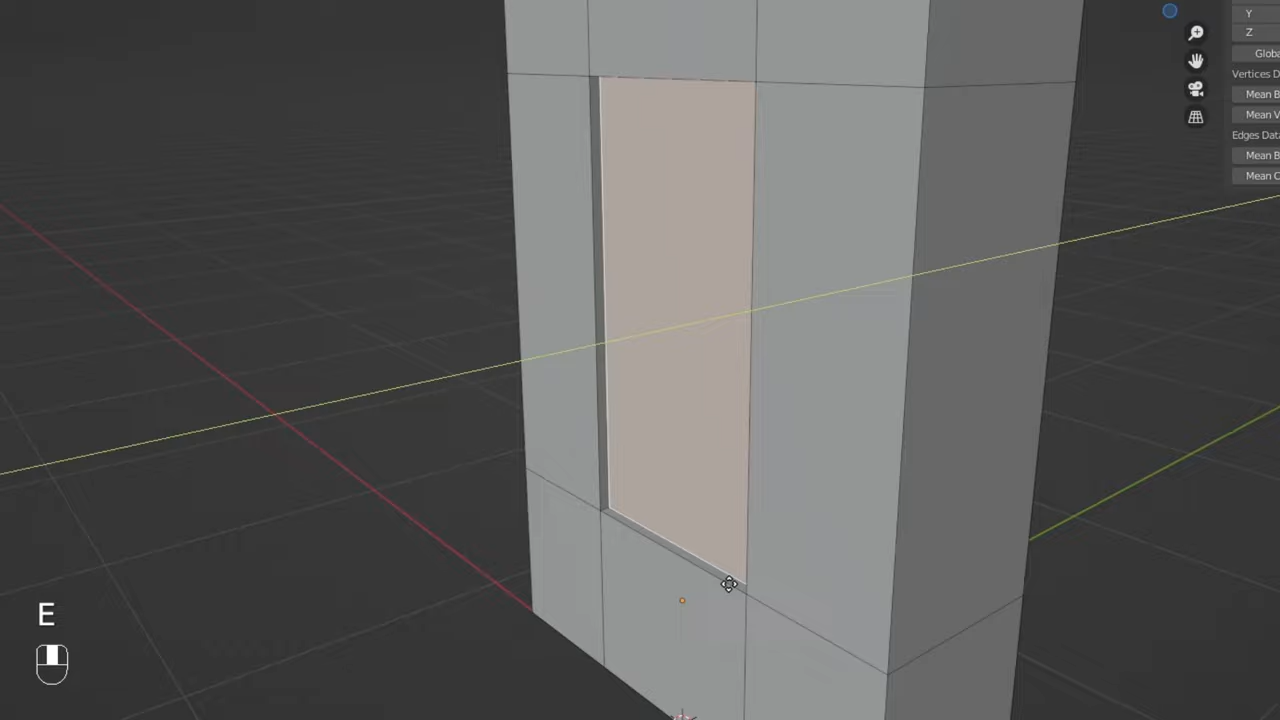 Y
Z
Globa
Vertices D
Mean B
Mean V
Edges Data
Mean B
Mean C
E